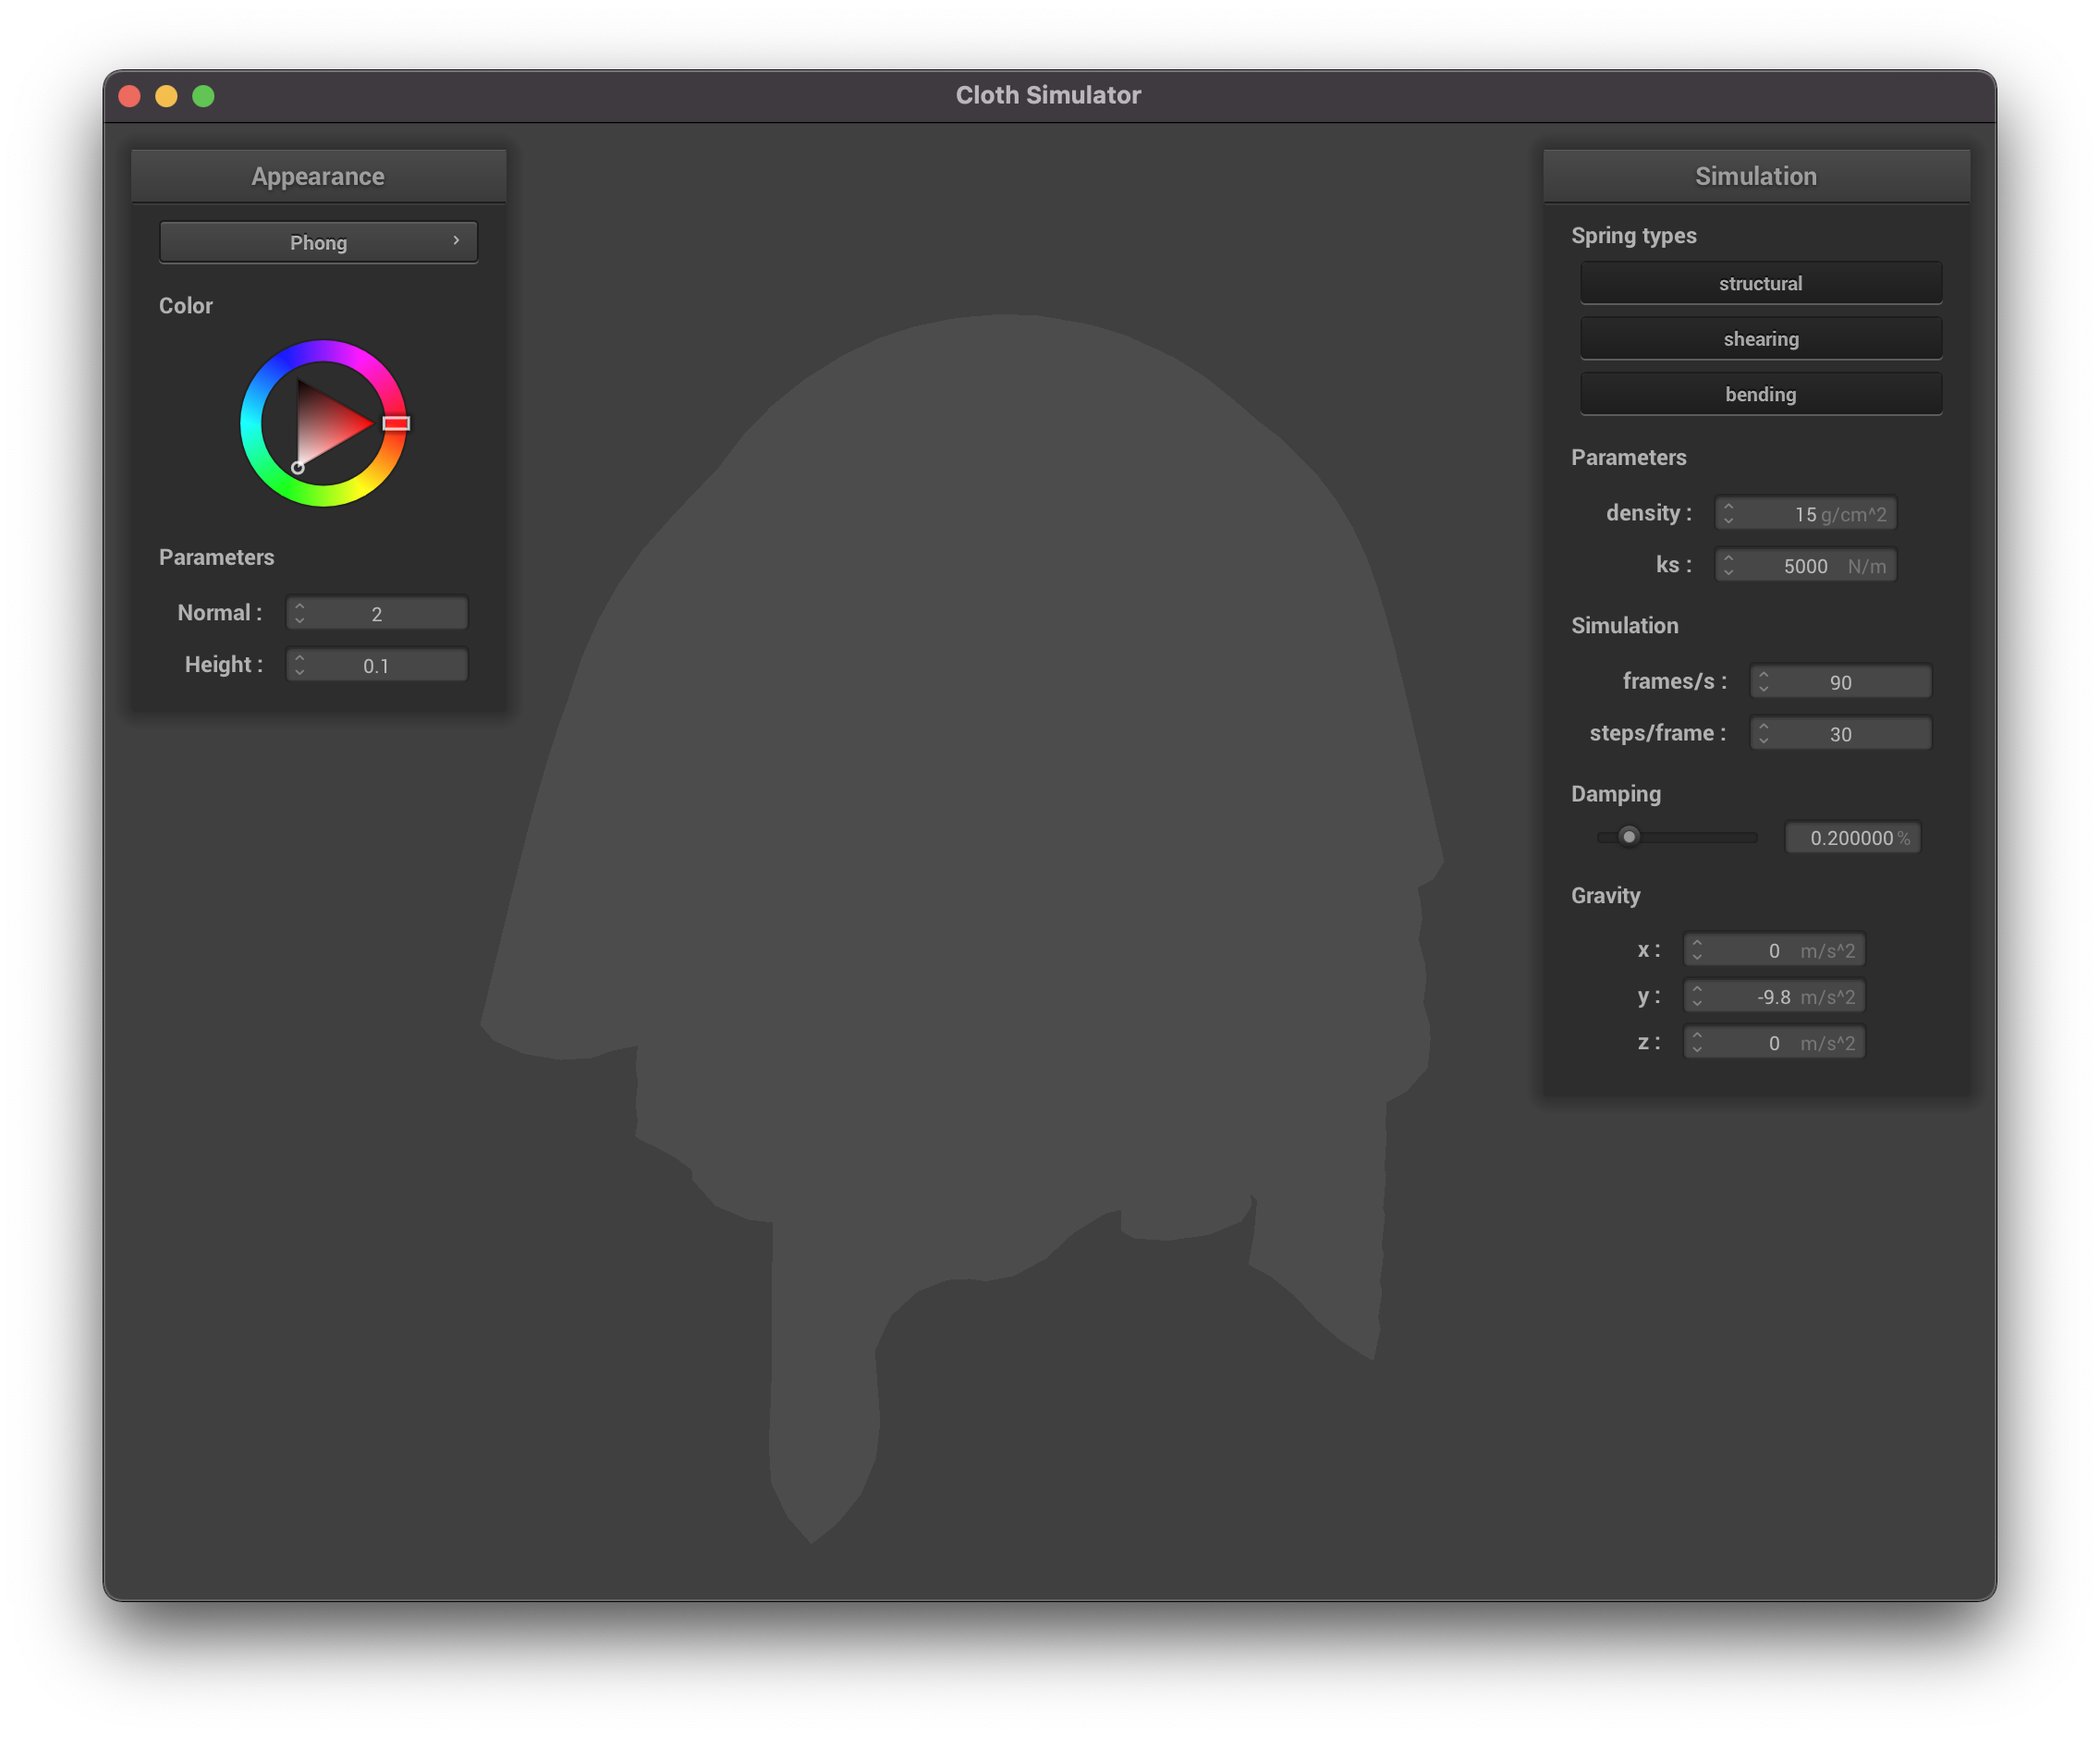 Cloth Simulator
Appearance
Phong
Color
Parameters
Normal : 2
Height : 0.1
Simulation
Spring types
structural
shearing
bending
Parameters
density : 15 g/cm^2
ks : 5000 N/m
Simulation
frames/s : 90
steps/frame : 30
Damping
0.200000 %
Gravity
x : 0 m/s^2
y : -9.8 m/s^2
z : 0 m/s^2